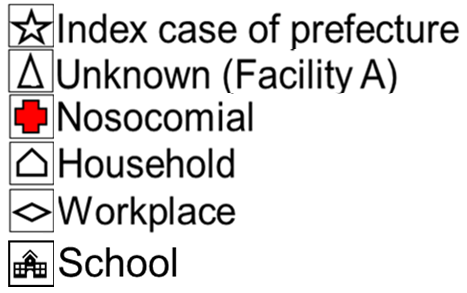 Index case of prefecture
Unknown (Facility A)
Nosocomial
Household
Workplace
School